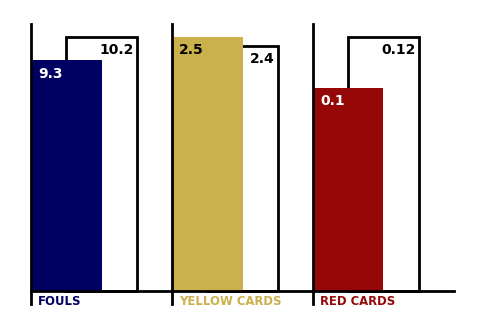 10.2
9.3
2.5
2.4
0.12
0.1
FOULS
YELLOW CARDS
RED CARDS